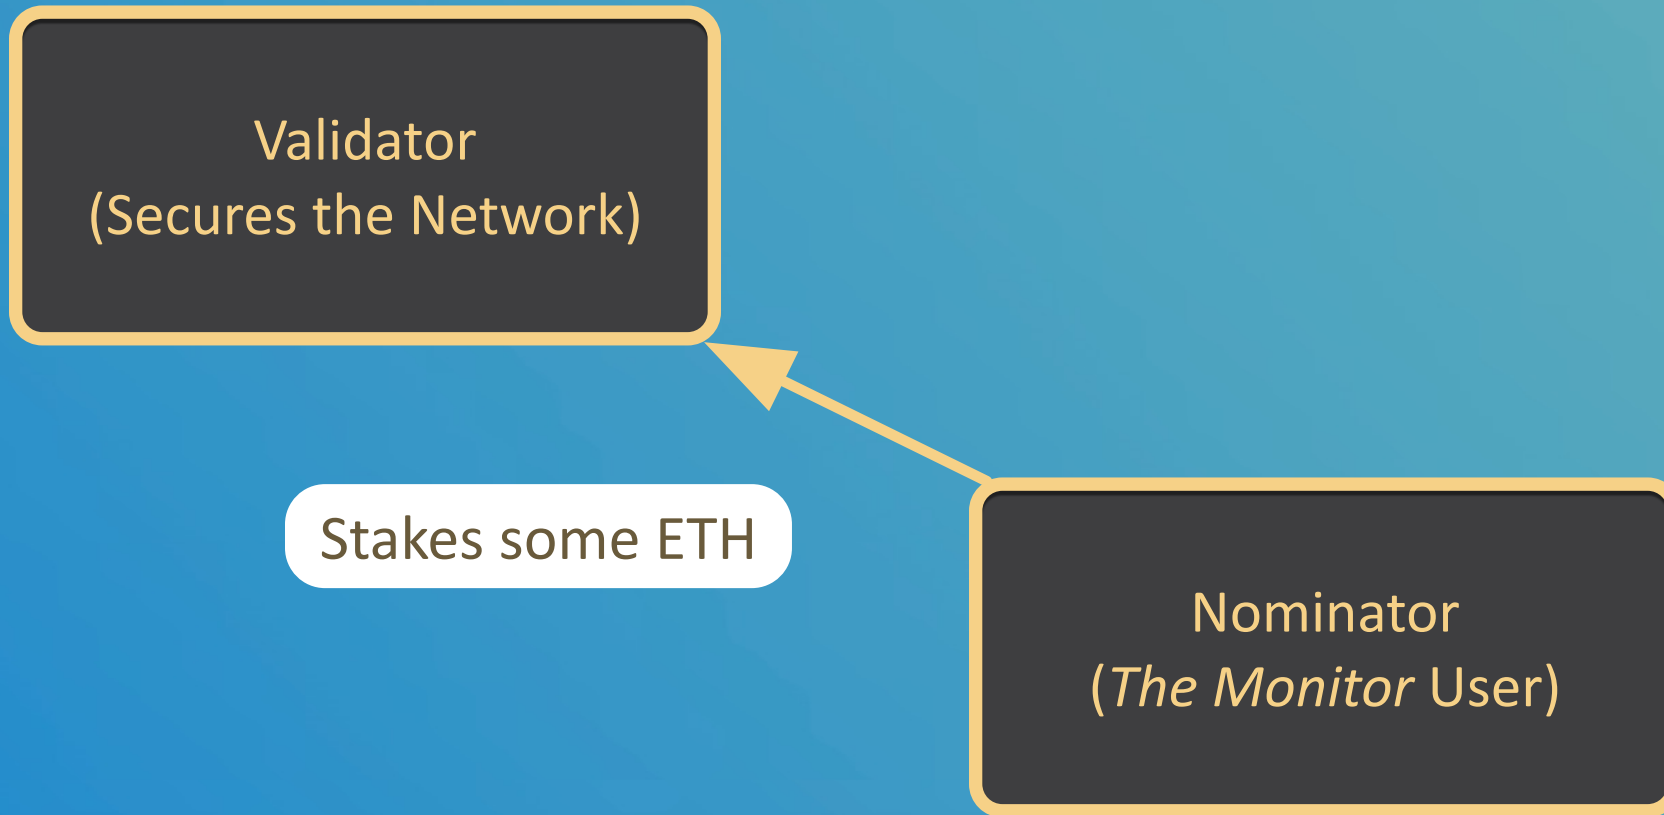 Validator
(Secures the Network)
Stakes some ETH
Nominator
(The Monitor User)